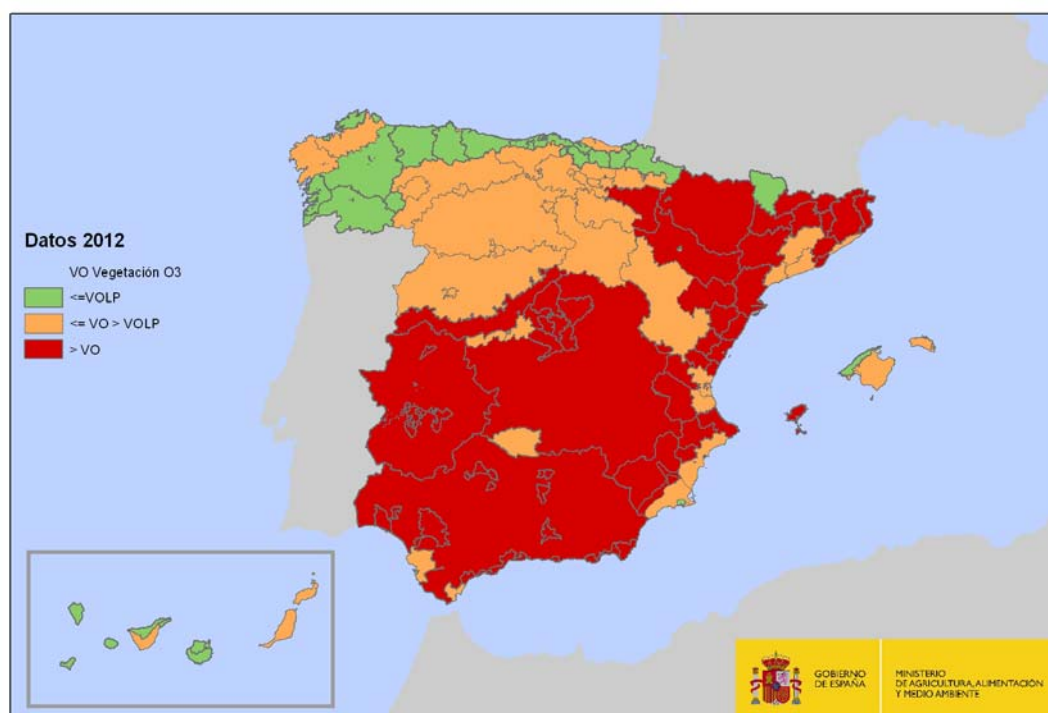 Datos 2012
VO Vegetación O3
<=VOLP
<= VO > VOLP
> VO
GOBIERNO
DE ESPAÑA
MINISTERIO
DE AGRICULTURA, ALIMENTACIÓN
Y MEDIO AMBIENTE